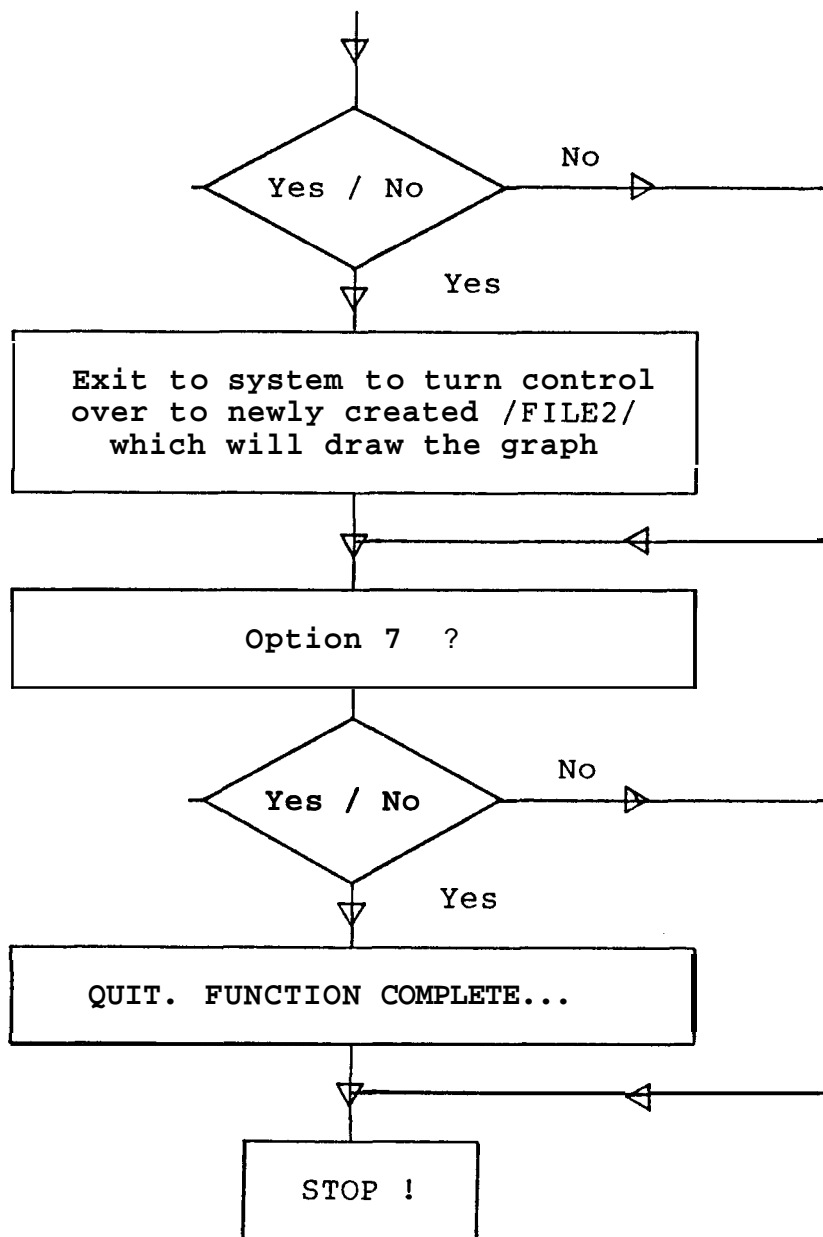 No
Yes / No
Yes
Exit to system to turn control
over to newly created /FILE2/
which will draw the graph
Option 7 ?
No
Yes / No
Yes
QUIT. FUNCTION COMPLETE...
STOP !